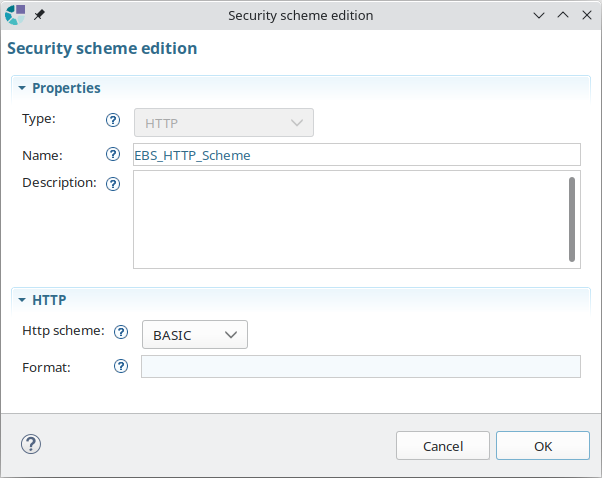 Security scheme edition
Security scheme edition
Properties
Type: ? HTTP
Name: ? EBS_HTTP_Scheme
Description: ?
HTTP
Http scheme: ? BASIC
Format: ?
? Cancel OK